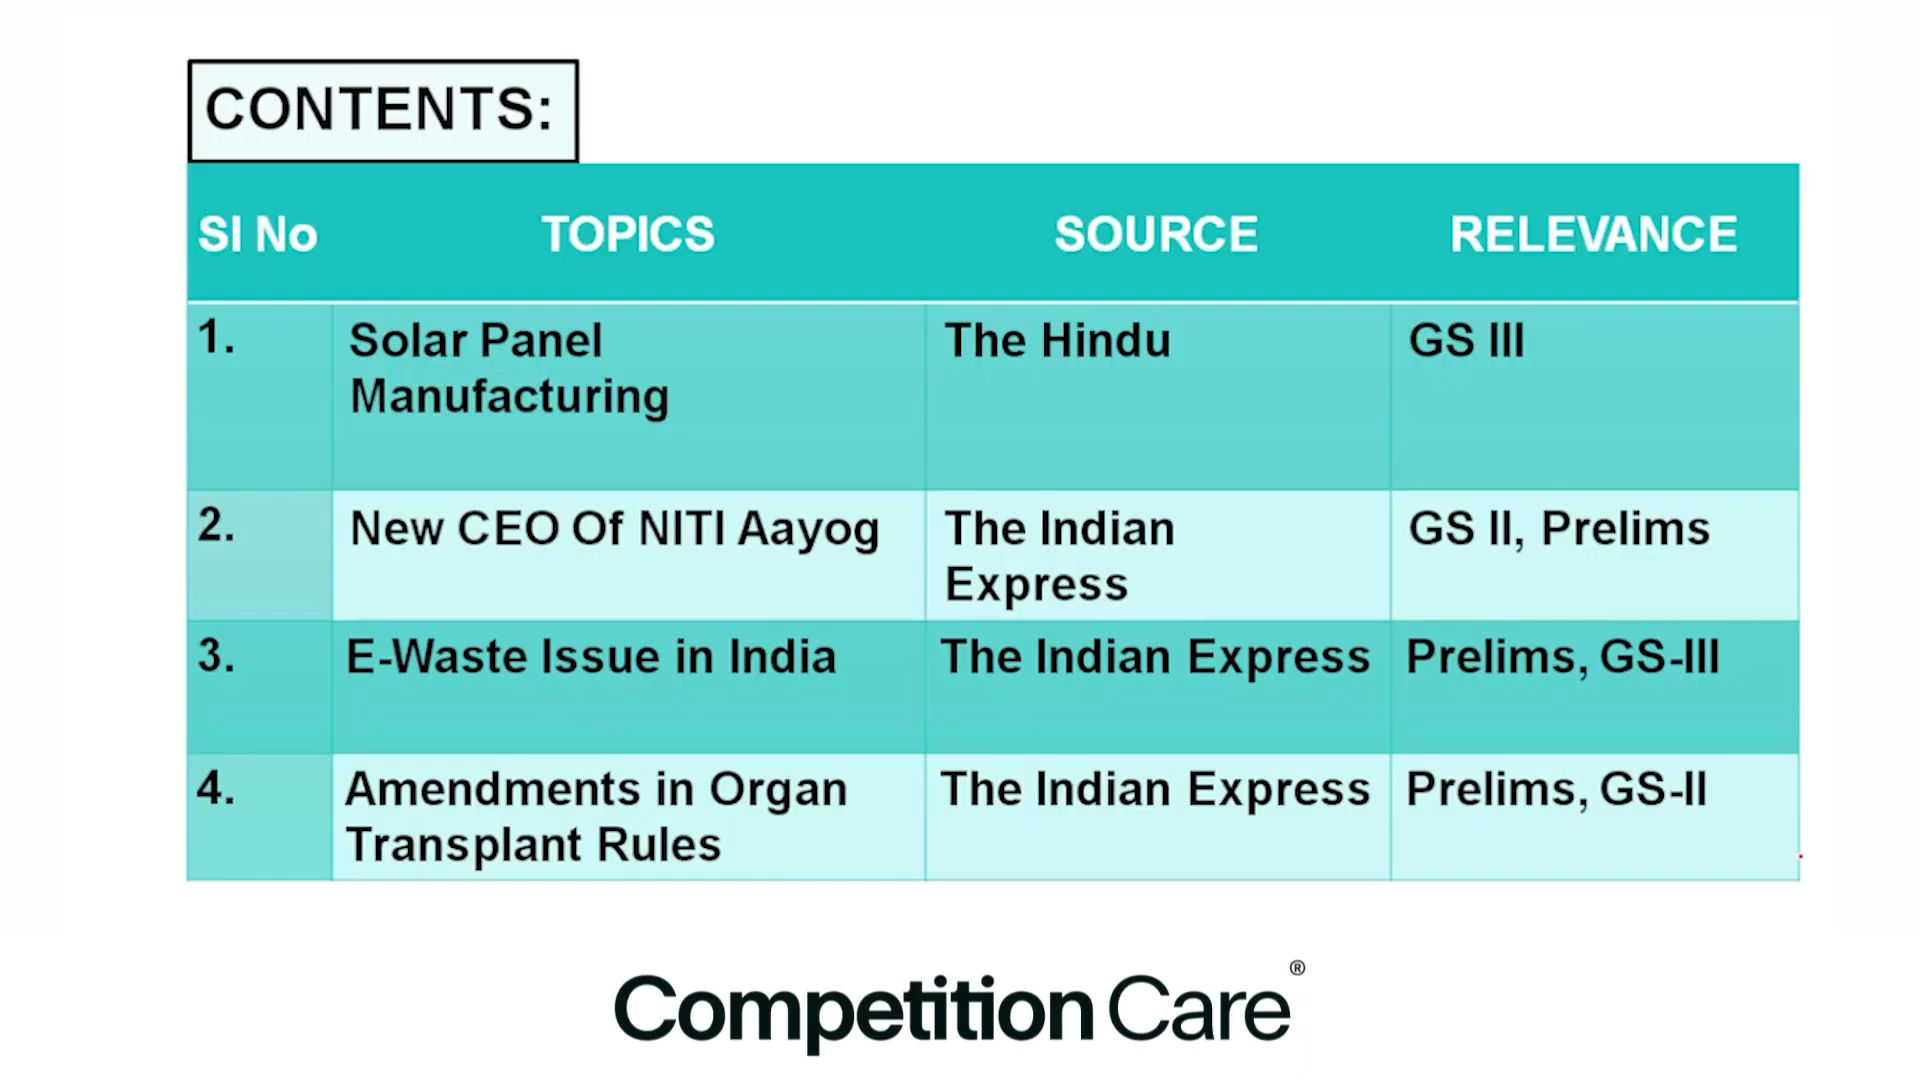 CONTENTS:
SI No TOPICS SOURCE RELEVANCE
1. Solar Panel The Hindu GS III
Manufacturing
2. New CEO Of NITI Aayog The Indian GS II, Prelims
Express
3. E-Waste Issue in India The Indian Express Prelims, GS-III
4. Amendments in Organ The Indian Express Prelims, GS-II
Transplant Rules
Competition Care®